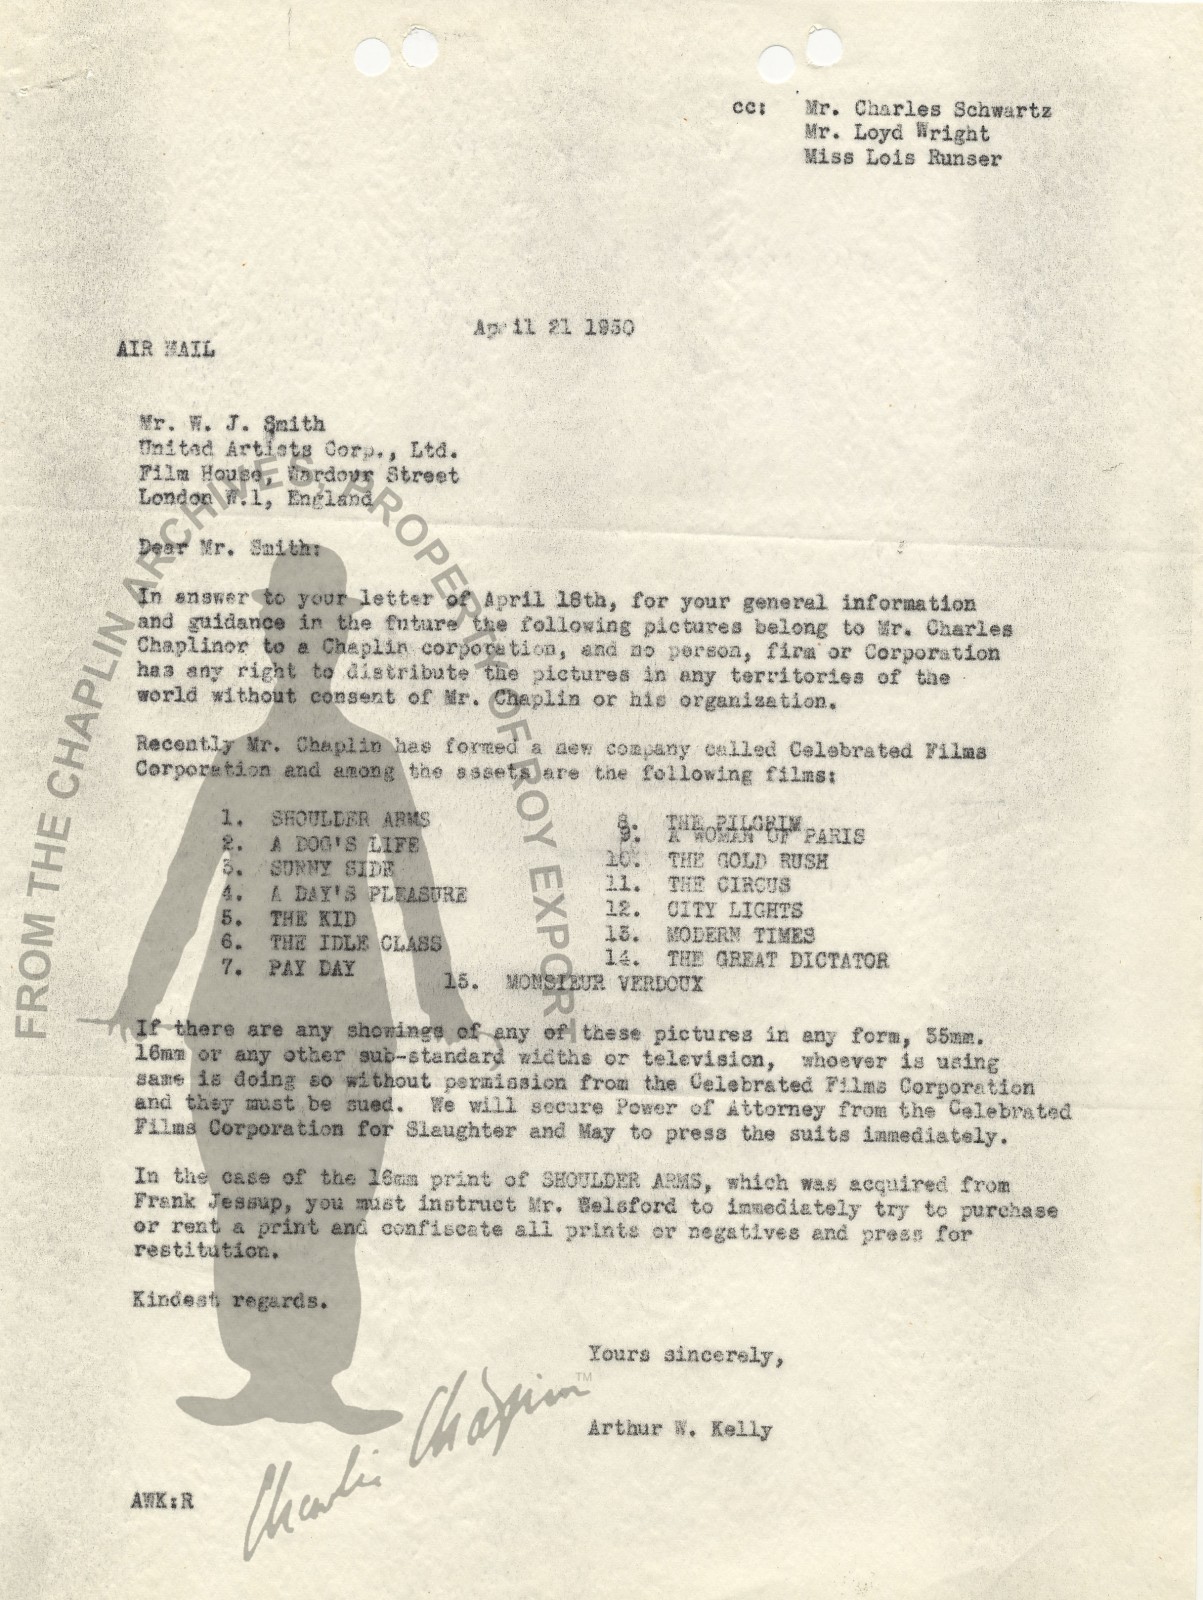 cc: Mr. Charles Schwartz
Mr. Loyd Wright
Miss Lois Runser
April 21 1950
AIR MAIL
Mr. W. J. Smith
United Artists Corp., Ltd.
Film House, Wardour Street
London W.1, England
Dear Mr. Smith:
In answer to your letter of April 18th, for your general information
and guidance in the future the following pictures belong to Mr. Charles
Chaplinor to a Chaplin corporation, and no person, firm or Corporation
has any right to distribute the pictures in any territories of the
world without consent of Mr. Chaplin or his organization.
Recently Mr. Chaplin has formed a new company called Celebrated Films
Corporation and among the assets are the following films:
1. SHOULDER ARMS
2. A DOG'S LIFE
3. SUNNY SIDE
4. A DAY'S PLEASURE
5. THE KID
6. THE IDLE CLASS
7. PAY DAY
8. THE PILGRIM
9. A WOMAN OF PARIS
10. THE GOLD RUSH
11. THE CIRCUS
12. CITY LIGHTS
13. MODERN TIMES
14. THE GREAT DICTATOR
15. MONSIEUR VERDOUX
If there are any showings of any of these pictures in any form, 35mm.
16mm or any other sub-standard widths or television, whoever is using
same is doing so without permission from the Celebrated Films Corporation
and they must be sued. We will secure Power of Attorney from the Celebrated
Films Corporation for Slaughter and May to press the suits immediately.
In the case of the 16mm print of SHOULDER ARMS, which was acquired from
Frank Jessup, you must instruct Mr. Welsford to immediately try to purchase
or rent a print and confiscate all prints or negatives and press for
restitution.
Kindest regards.
Yours sincerely,
Arthur W. Kelly
AWK:R
FROM THE CHAPLIN ARCHIVES, PROPERTY OF ROY EXPORT
Charlie Chaplin TM